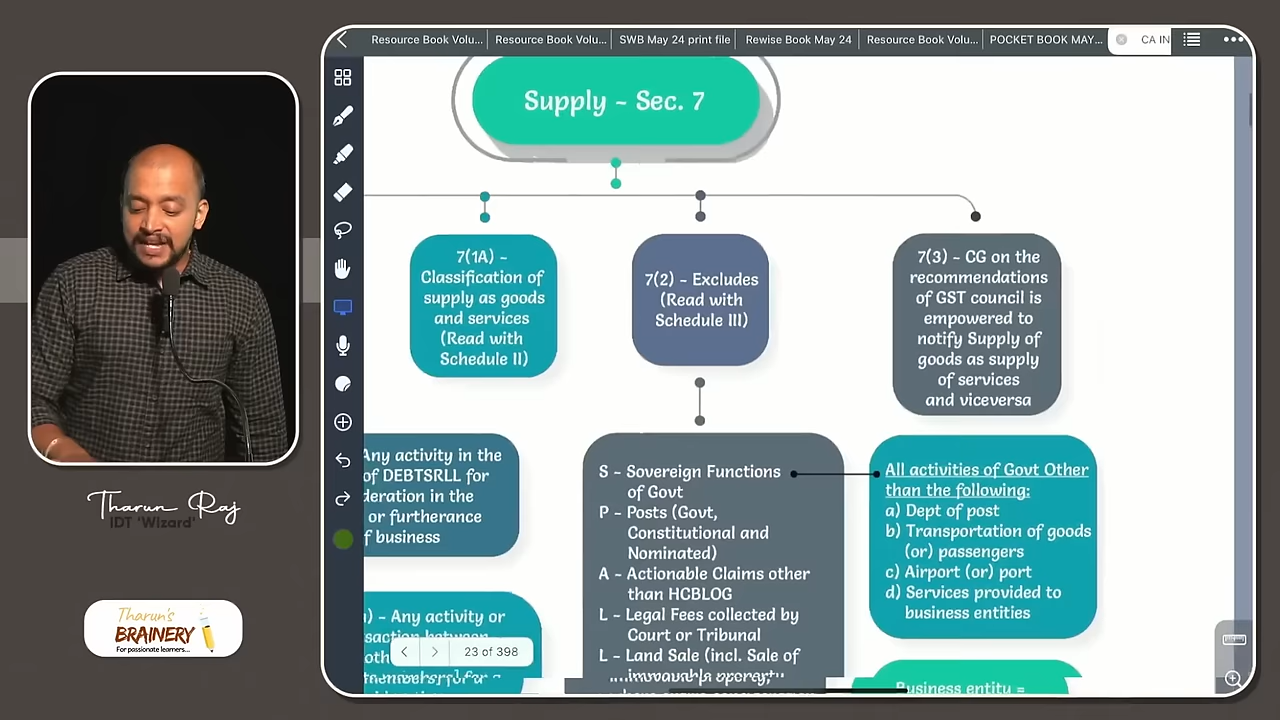 Resource Book Volu...
Resource Book Volu...
SWB May 24 print file
Rewise Book May 24
Resource Book Volu...
POCKET BOOK MAY...
CA IN
Supply - Sec. 7
7(1A) -
Classification of
supply as goods
and services
(Read with
Schedule II)
7(2) - Excludes
(Read with
Schedule III)
7(3) - CG on the
recommendations
of GST council is
empowered to
notify Supply of
goods as supply
of services
and viceversa
Any activity in the
of DEBTSRLL for
deration in the
or furtherance
f business
) - Any activity or
S - Sovereign Functions
of Govt
P - Posts (Govt,
Constitutional and
Nominated)
A - Actionable Claims other
than HCBLOG
L - Legal Fees collected by
Court or Tribunal
L - Land Sale (incl. Sale of
All activities of Govt Other
than the following:
a) Dept of post
b) Transportation of goods
(or) passengers
c) Airport (or) port
d) Services provided to
business entities
Business entity =
23 of 398
Tharun Raj
IDT 'Wizard'
Tharun's
BRAINERY
For passionate learners...